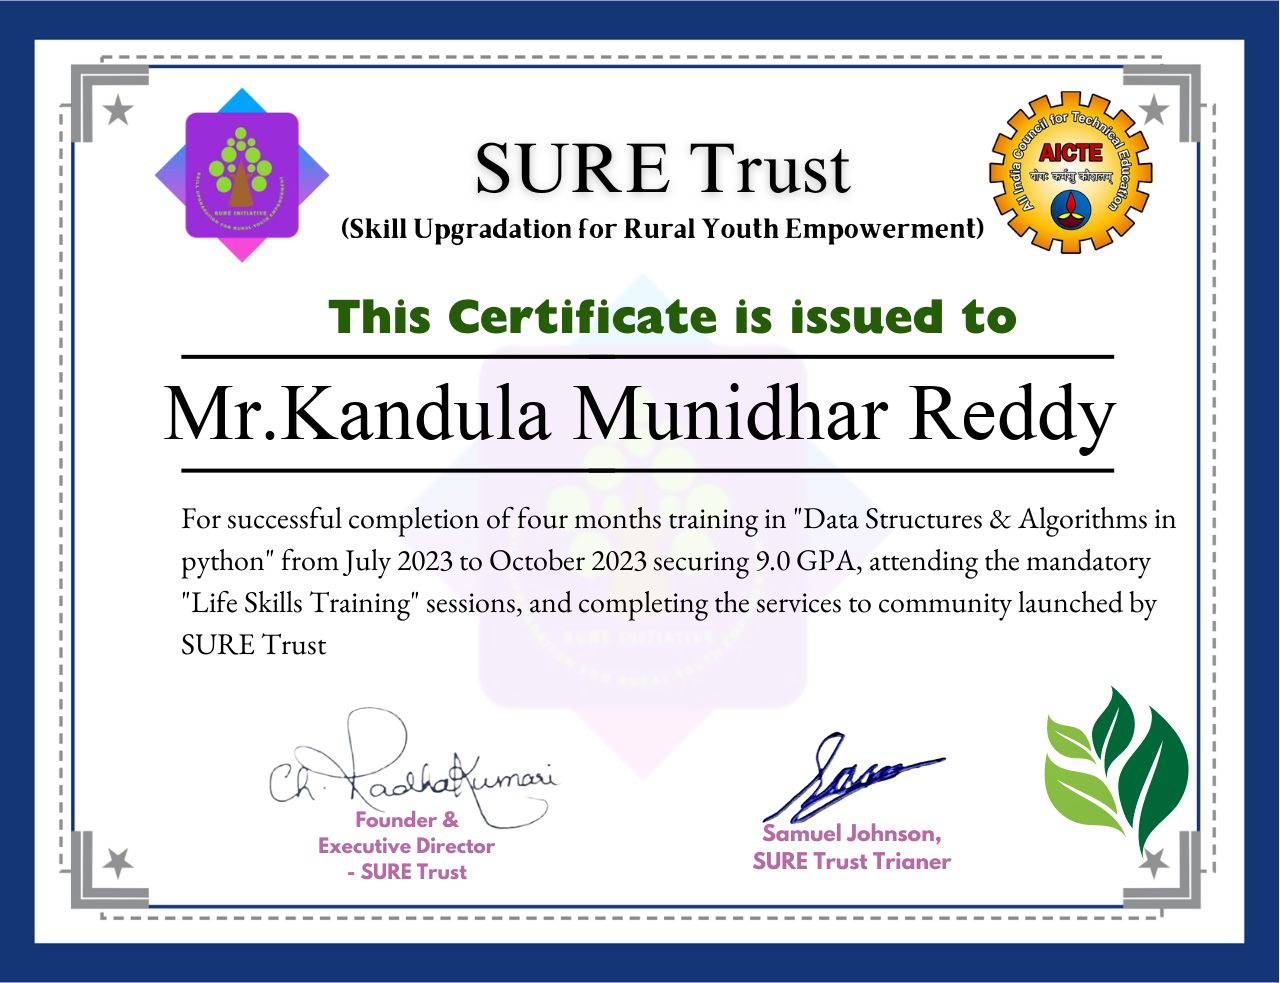 SURE Trust
(Skill Upgradation for Rural Youth Empowerment)
SKILL UPGRADATION FOR RURAL-YOUTH EMPOWERMENT
SURE INITIATIVE
All India Council for Technical Education
AICTE
योगः कर्मसु कौशलम्
This Certificate is issued to
Mr.Kandula Munidhar Reddy
For successful completion of four months training in "Data Structures & Algorithms in
python" from July 2023 to October 2023 securing 9.0 GPA, attending the mandatory
"Life Skills Training" sessions, and completing the services to community launched by
SURE Trust
SURE INITIATIVE
Ch. RadhaKumari
Founder &
Executive Director
- SURE Trust
Samuel Johnson,
SURE Trust Trianer